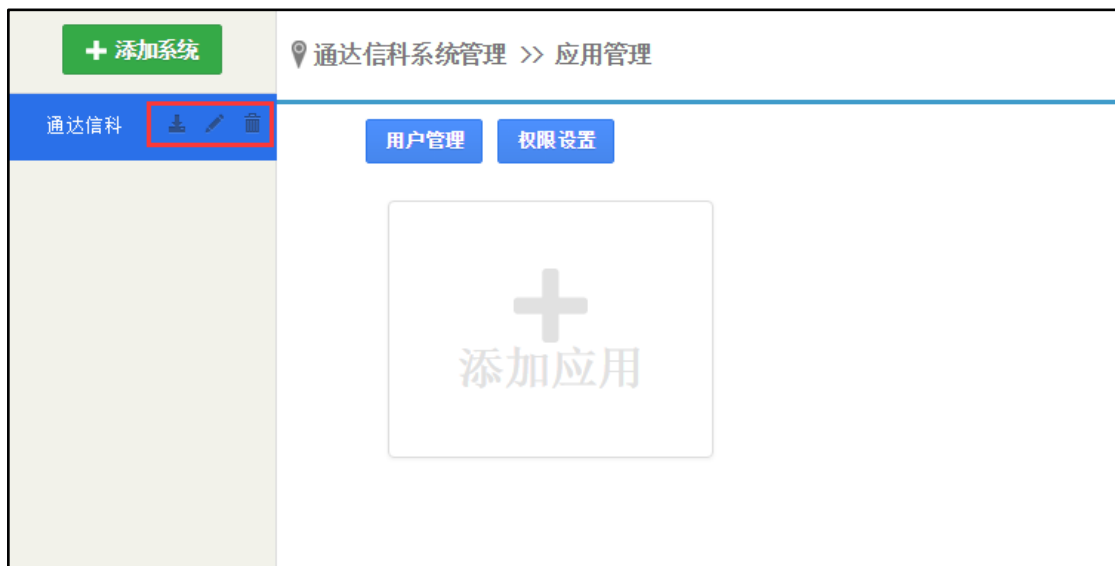 添加系统
通达信科系统管理 >> 应用管理
通达信科
用户管理
权限设置
添加应用